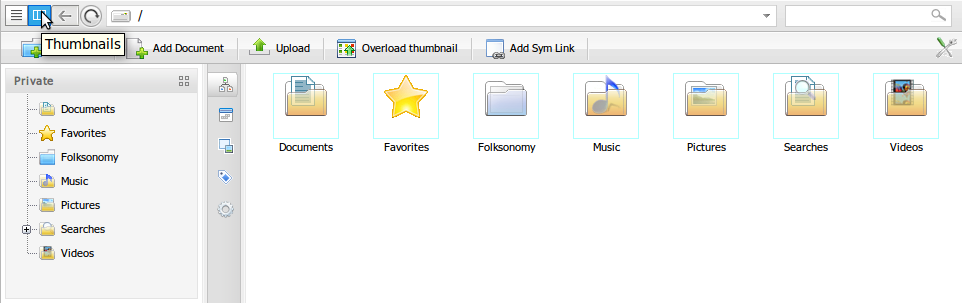 /
Thumbnails
Add Document
Upload
Overload thumbnail
Add Sym Link
Private
Documents
Favorites
Folksonomy
Music
Pictures
Searches
Videos
Documents
Favorites
Folksonomy
Music
Pictures
Searches
Videos